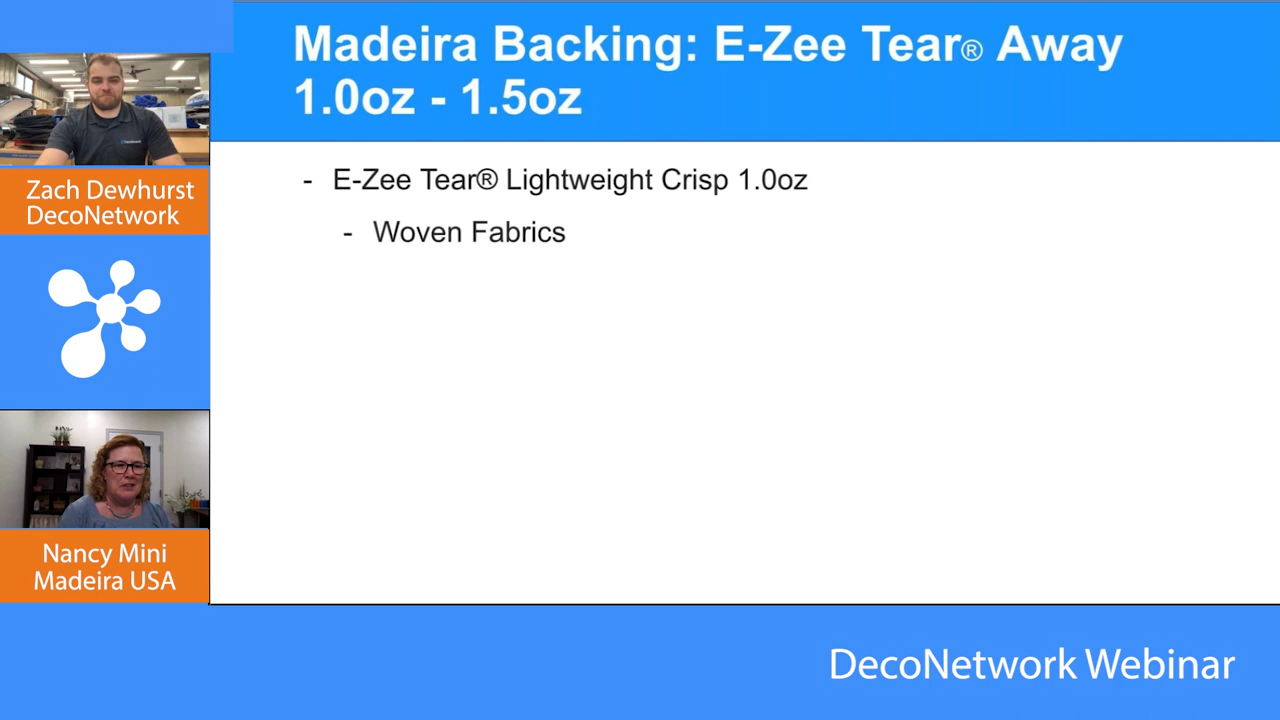 Madeira Backing: E-Zee Tear® Away
1.0oz - 1.5oz
- E-Zee Tear® Lightweight Crisp 1.0oz
- Woven Fabrics
Zach Dewhurst
DecoNetwork
Nancy Mini
Madeira USA
DecoNetwork Webinar